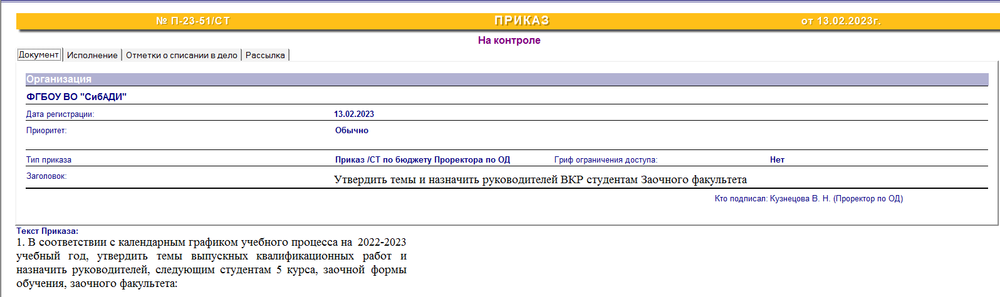 № П-23-51/СТ ПРИКАЗ от 13.02.2023г.
На контроле
Документ Исполнение Отметки о списании в дело Рассылка
Организация
ФГБОУ ВО "СибАДИ"
Дата регистрации: 13.02.2023
Приоритет: Обычно
Тип приказа Приказ /СТ по бюджету Проректора по ОД Гриф ограничения доступа: Нет
Заголовок: Утвердить темы и назначить руководителей ВКР студентам Заочного факультета
Кто подписал: Кузнецова В. Н. (Проректор по ОД)
Текст Приказа:
1. В соответствии с календарным графиком учебного процесса на 2022-2023
учебный год, утвердить темы выпускных квалификационных работ и
назначить руководителей, следующим студентам 5 курса, заочной формы
обучения, заочного факультета: